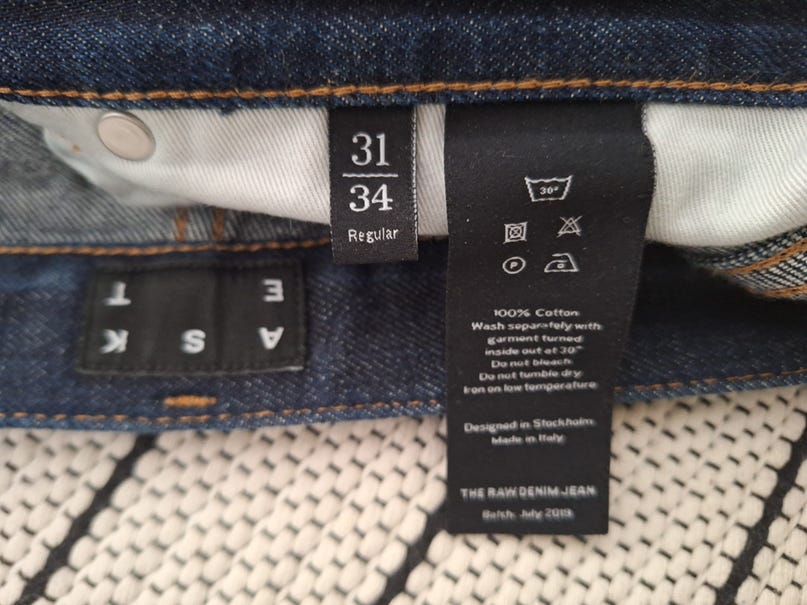 31
34
Regular
30°
P
100% Cotton
Wash separately with
garment turned
inside out at 30°
Do not bleach
Do not tumble dry
Iron on low temperature
Designed in Stockholm
Made in Italy
THE RAW DENIM JEAN
Batch: July 2019
A S K
E T